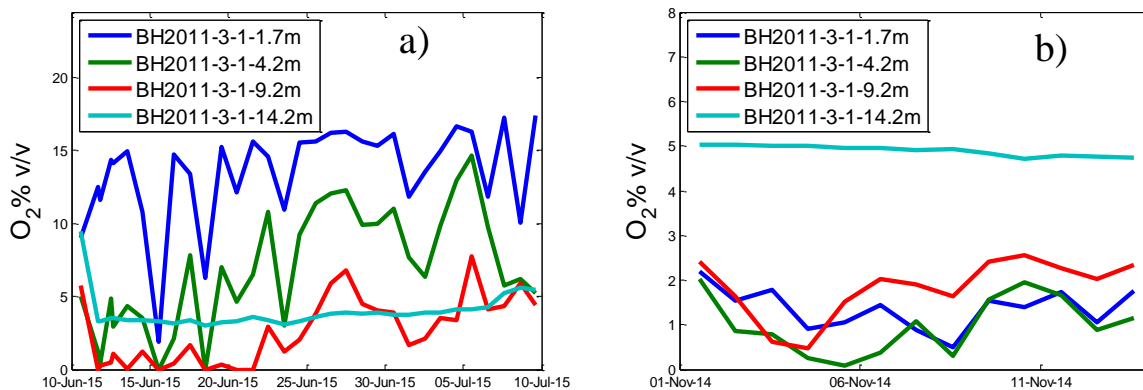 a)
BH2011-3-1-1.7m
BH2011-3-1-4.2m
BH2011-3-1-9.2m
BH2011-3-1-14.2m
O2% v/v
20
15
10
5
0
10-Jun-15 15-Jun-15 20-Jun-15 25-Jun-15 30-Jun-15 05-Jul-15 10-Jul-15
b)
BH2011-3-1-1.7m
BH2011-3-1-4.2m
BH2011-3-1-9.2m
BH2011-3-1-14.2m
O2% v/v
8
7
6
5
4
3
2
1
0
01-Nov-14 06-Nov-14 11-Nov-14